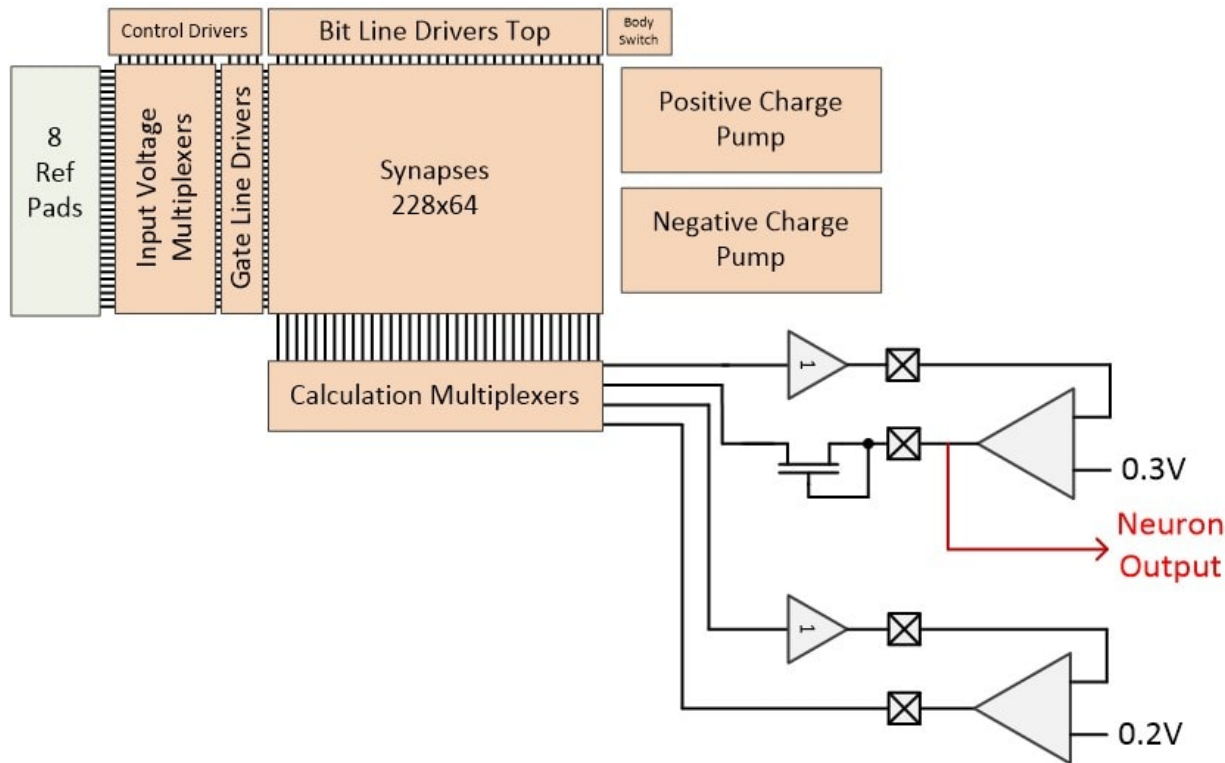 Control Drivers
Bit Line Drivers Top
Body
Switch
8
Ref
Pads
Input Voltage
Multiplexers
Gate Line Drivers
Synapses
228x64
Positive Charge
Pump
Negative Charge
Pump
Calculation Multiplexers
1
0.3V
Neuron
Output
1
0.2V